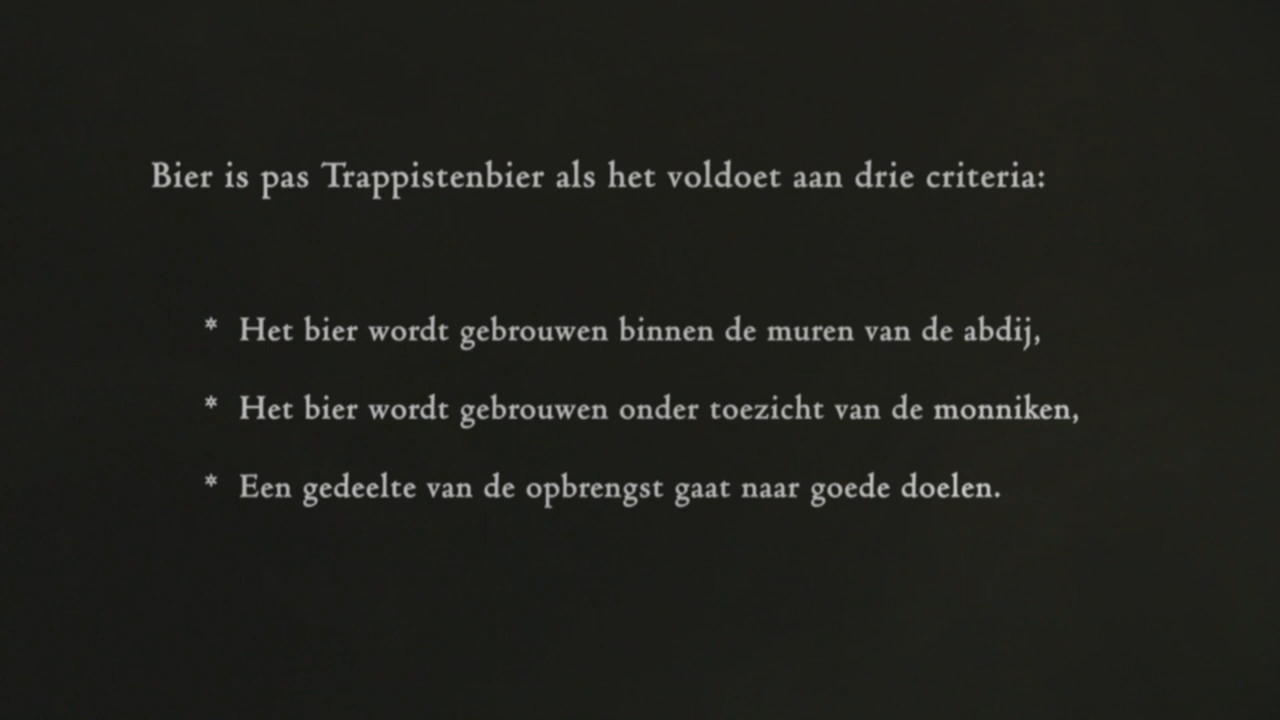 Bier is pas Trappistenbier als het voldoet aan drie criteria:
* Het bier wordt gebrouwen binnen de muren van de abdij,
* Het bier wordt gebrouwen onder toezicht van de monniken,
* Een gedeelte van de opbrengst gaat naar goede doelen.